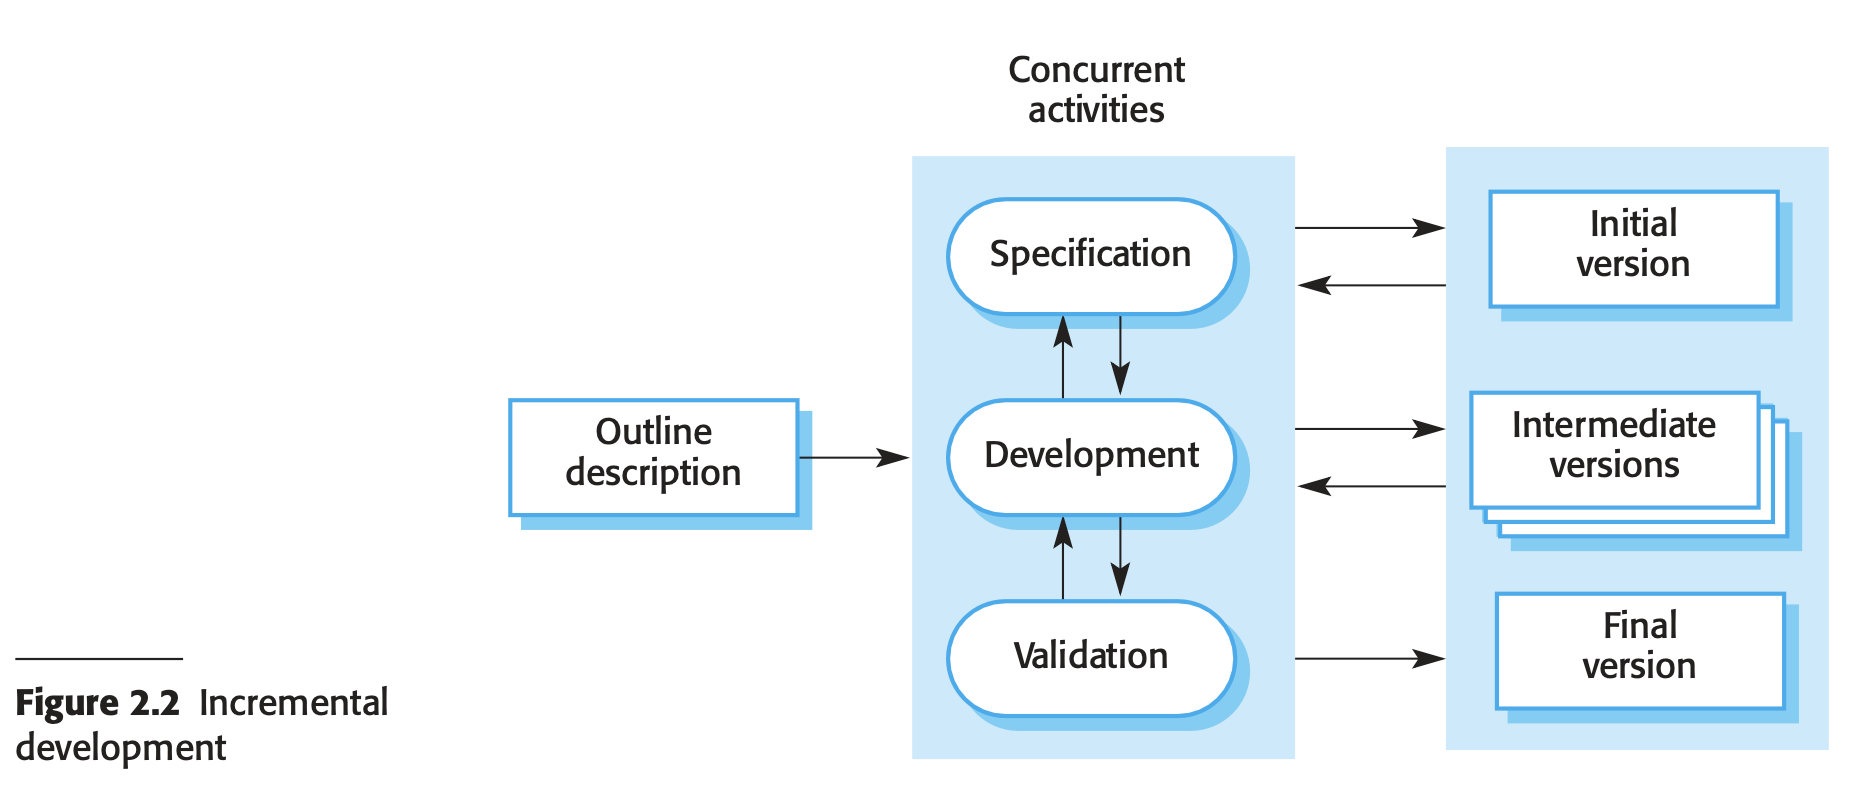 Concurrent
activities
Specification
Initial
version
Outline
description
Development
Intermediate
versions
Validation
Final
version
Figure 2.2 Incremental
development